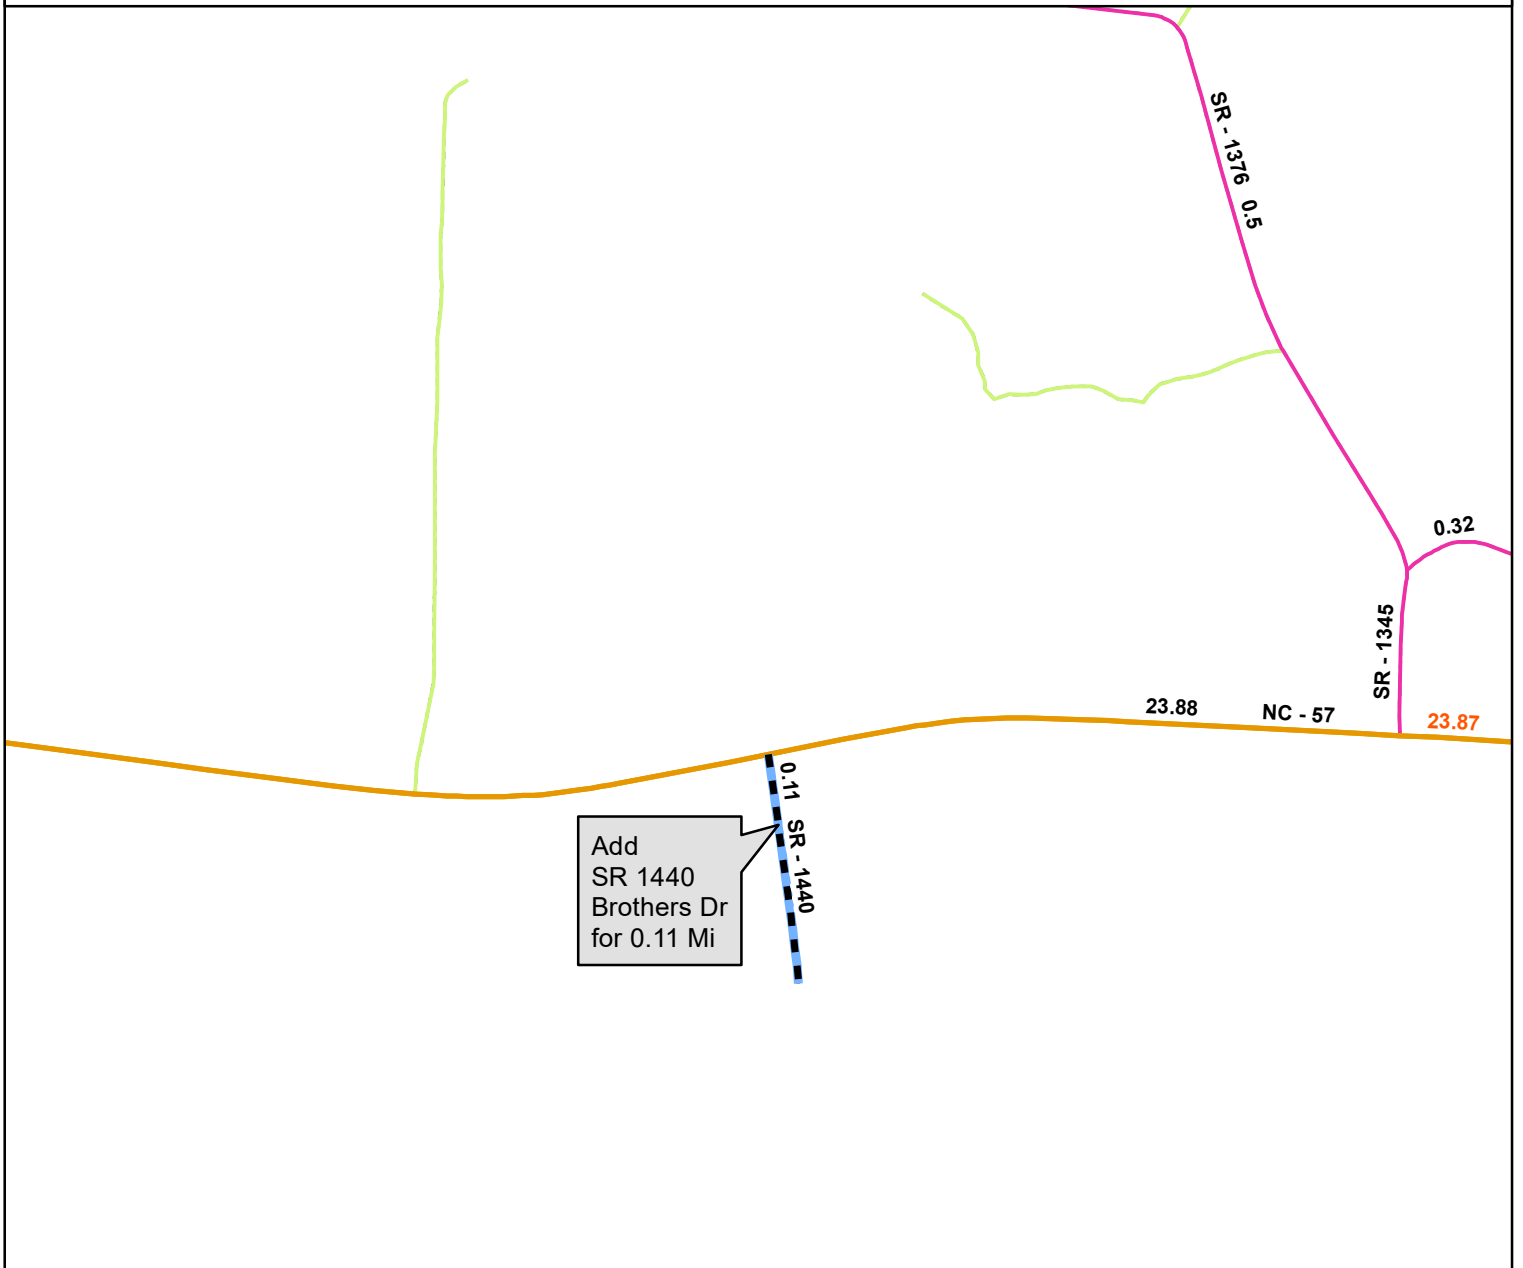 SR - 1376 0.5
0.32
SR - 1345
23.88
NC - 57
23.87
0.11 SR - 1440
Add
SR 1440
Brothers Dr
for 0.11 Mi